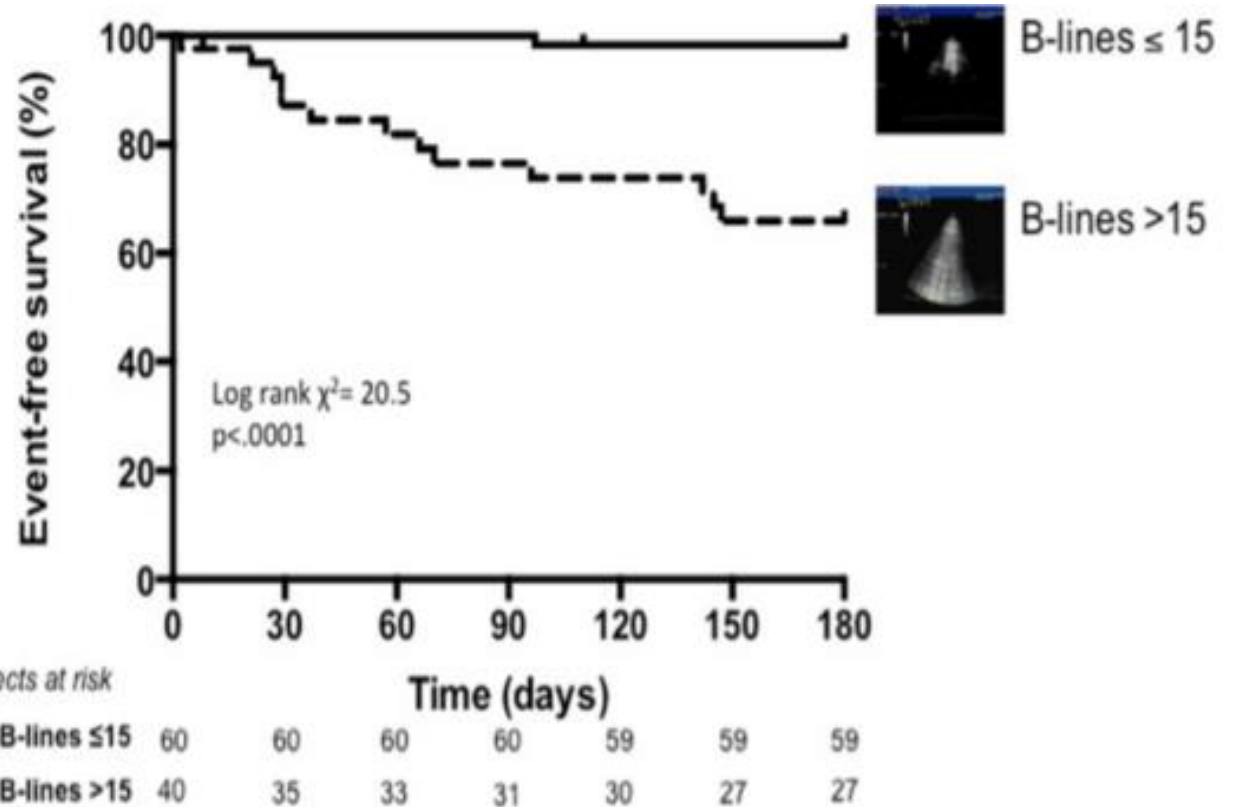 Event-free survival (%)
100
80
60
40
20
0
Log rank χ²= 20.5
p<.0001
B-lines ≤ 15
B-lines >15
0 30 60 90 120 150 180
Time (days)
at risk
B-lines ≤15 60 60 60 60 59 59 59
B-lines >15 40 35 33 31 30 27 27